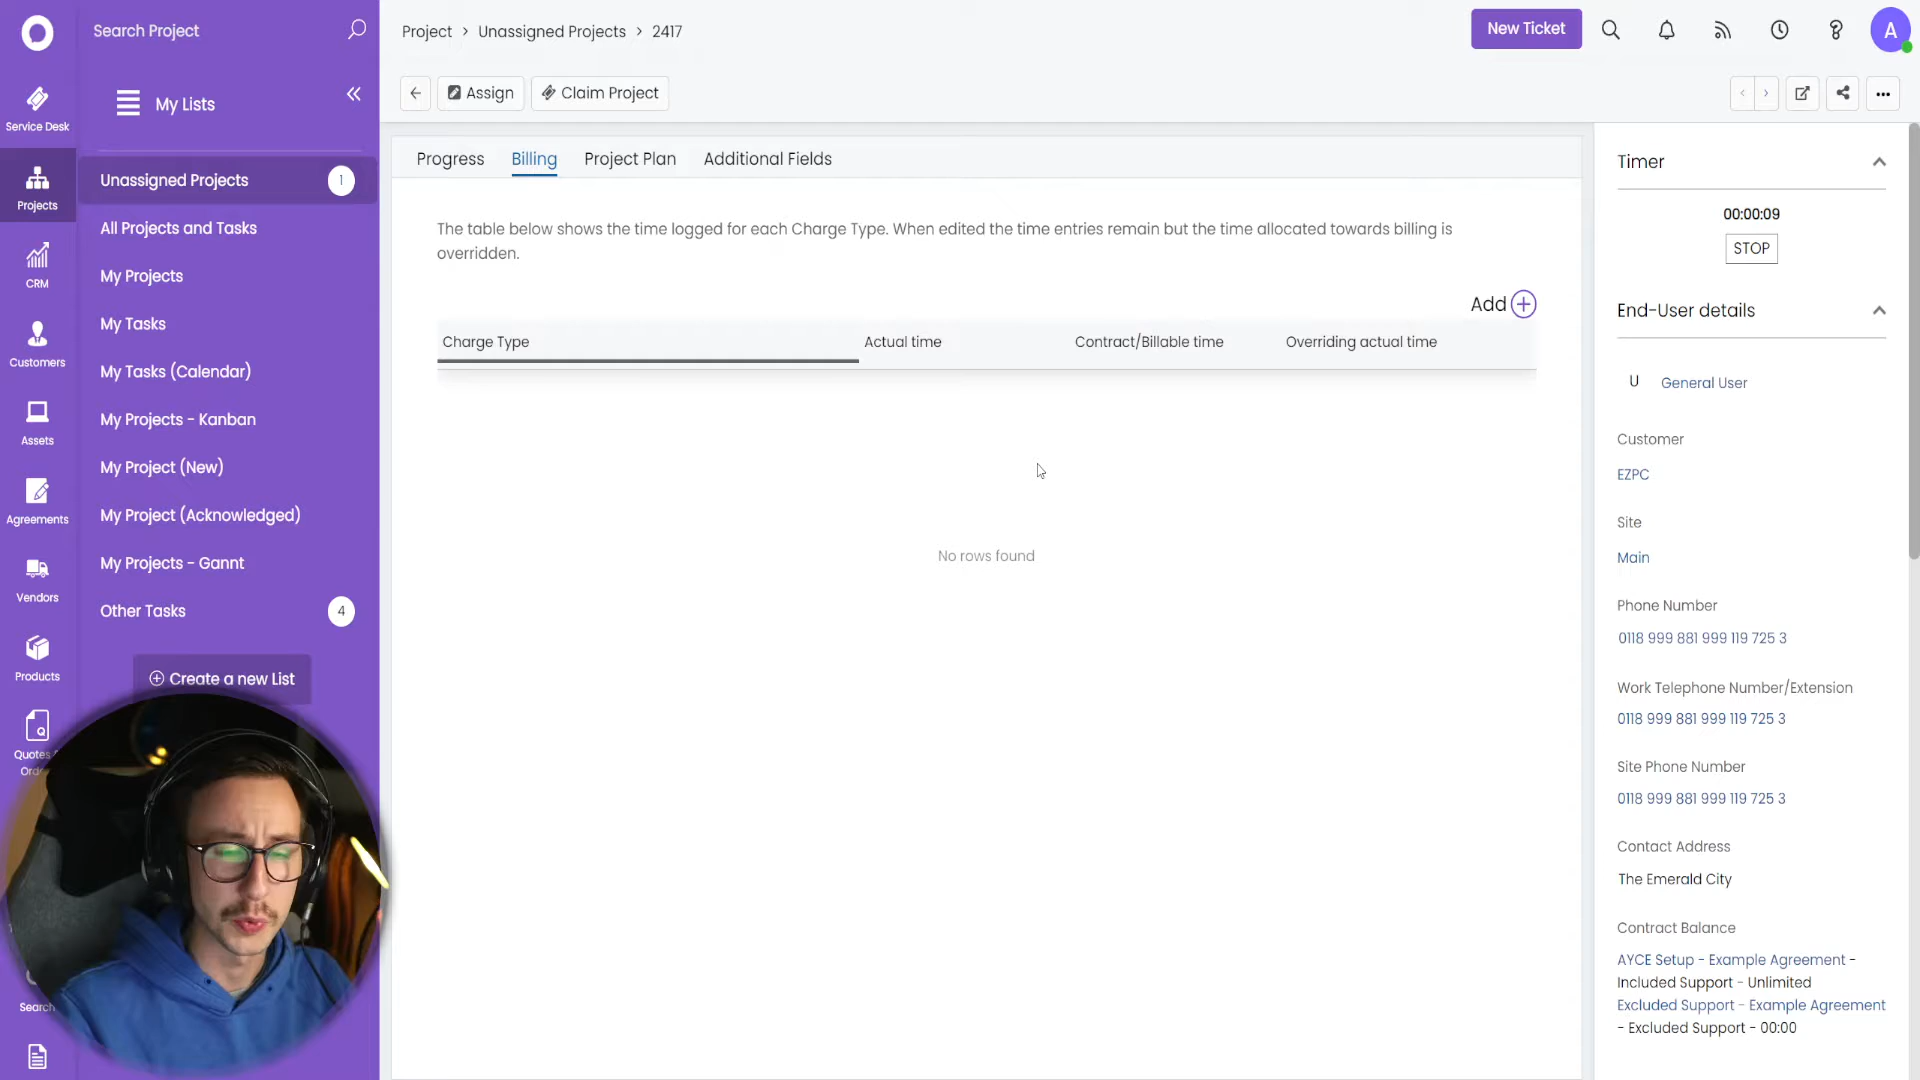 Search Project
Project > Unassigned Projects > 2417
New Ticket
A
My Lists
Assign
Claim Project
Service Desk
Projects
CRM
Customers
Assets
Agreements
Vendors
Products
Quotes
Search
Unassigned Projects 1
All Projects and Tasks
My Projects
My Tasks
My Tasks (Calendar)
My Projects - Kanban
My Project (New)
My Project (Acknowledged)
My Projects - Gannt
Other Tasks 4
Create a new List
Progress Billing Project Plan Additional Fields
The table below shows the time logged for each Charge Type. When edited the time entries remain but the time allocated towards billing is
overridden.
Add
Charge Type Actual time Contract/Billable time Overriding actual time
No rows found
Timer
00:00:09
STOP
End-User details
U General User
Customer
EZPC
Site
Main
Phone Number
0118 999 881 999 119 725 3
Work Telephone Number/Extension
0118 999 881 999 119 725 3
Site Phone Number
0118 999 881 999 119 725 3
Contact Address
The Emerald City
Contract Balance
AYCE Setup - Example Agreement -
Included Support - Unlimited
Excluded Support - Example Agreement
- Excluded Support - 00:00